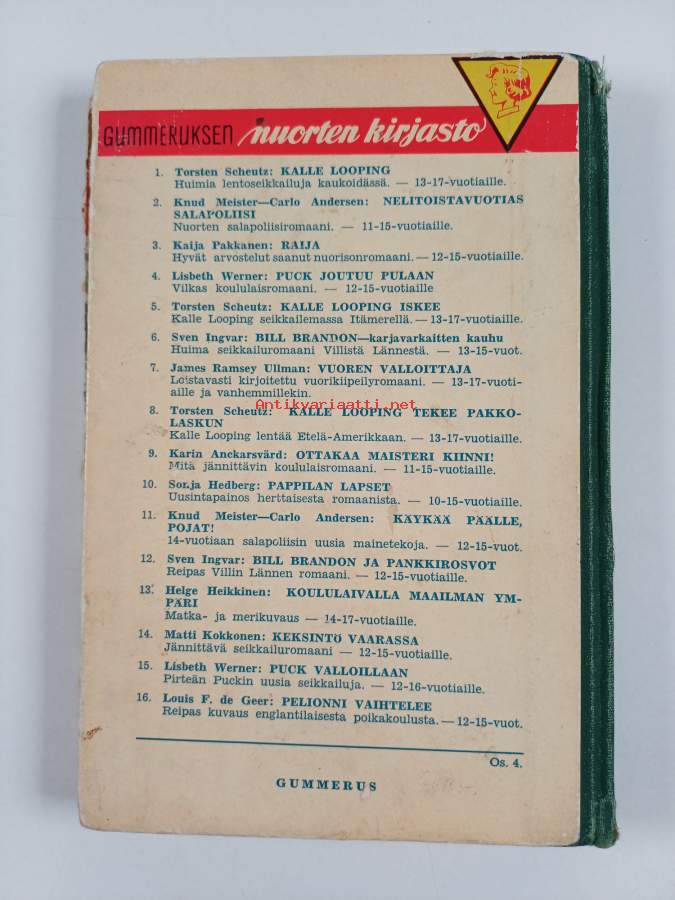 GUMMERUKSEN nuorten kirjasto
1. Torsten Scheutz: KALLE LOOPING
Huimia lentoseikkailuja kaukoidässä. — 13-17-vuotiaille.
2. Knud Meister—Carlo Andersen: NELITOISTAVUOTIAS
SALAPOLIISI
Nuorten salapoliisiromaani. — 11-15-vuotiaille.
3. Kaija Pakkanen: RAIJA
Hyvät arvostelut saanut nuorisonromaani. — 12-15-vuotiaille.
4. Lisbeth Werner: PUCK JOUTUU PULAAN
Vilkas koululaisromaani. — 12-15-vuotiaille
5. Torsten Scheutz: KALLE LOOPING ISKEE
Kalle Looping seikkailemassa Itämerellä. — 13-17-vuotiaille.
6. Sven Ingvar: BILL BRANDON—karjavarkaitten kauhu
Huima seikkailuromaani Villistä Lännestä. — 13-15-vuot.
7. James Ramsey Ullman: VUOREN VALLOITTAJA
Loistavasti kirjoitettu vuorikiipeilyromaani. — 13-17-vuoti-
aille ja vanhemmillekin.
Antikvariaatti.net
8. Torsten Scheutz: KALLE LOOPING TEKEE PAKKO-
LASKUN
Kalle Looping lentää Etelä-Amerikkaan. — 13-17-vuotiaille.
9. Karin Anckarsvärd: OTTAKAA MAISTERI KIINNI!
Mitä jännittävin koululaisromaani. — 11-15-vuotiaille.
10. Sonja Hedberg: PAPPILAN LAPSET
Uusintapainos herttaisesta romaanista. — 10-15-vuotiaille.
11. Knud Meister—Carlo Andersen: KÄYKÄÄ PÄÄLLE,
POJAT!
14-vuotiaan salapoliisin uusia mainetekoja. — 12-15-vuot.
12. Sven Ingvar: BILL BRANDON JA PANKKIROSVOT
Reipas Villin Lännen romaani. — 12-15-vuotiaille.
13. Helge Heikkinen: KOULULAIVALLA MAAILMAN YM-
PÄRI
Matka- ja merikuvaus — 14-17-vuotiaille.
14. Matti Kokkonen: KEKSINTÖ VAARASSA
Jännittävä seikkailuromaani — 12-15-vuotiaille.
15. Lisbeth Werner: PUCK VALLOILLAAN
Pirteän Puckin uusia seikkailuja. — 12-16-vuotiaille.
16. Louis F. de Geer: PELIONNI VAIHTELEE
Reipas kuvaus englantilaisesta poikakoulusta. — 12-15-vuot.
Os. 4.
GUMMERUS